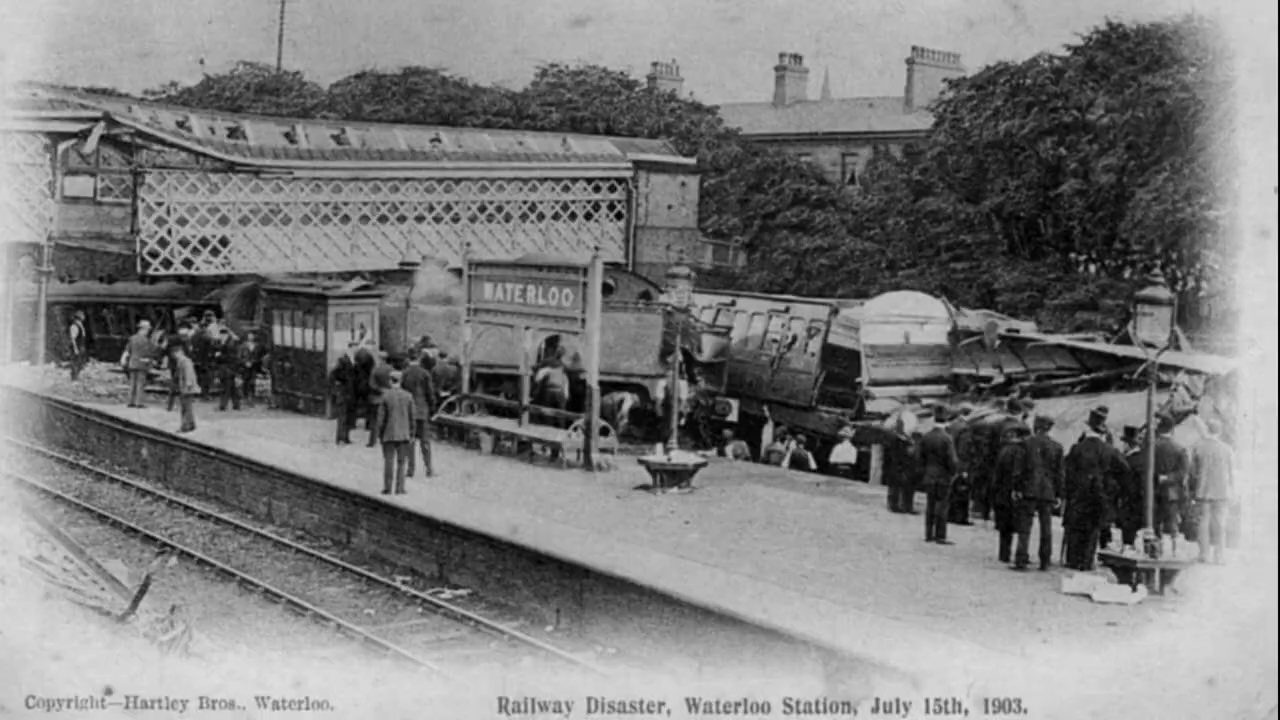 WATERLOO
Copyright—Hartley Bros., Waterloo.
Railway Disaster, Waterloo Station, July 15th, 1903.